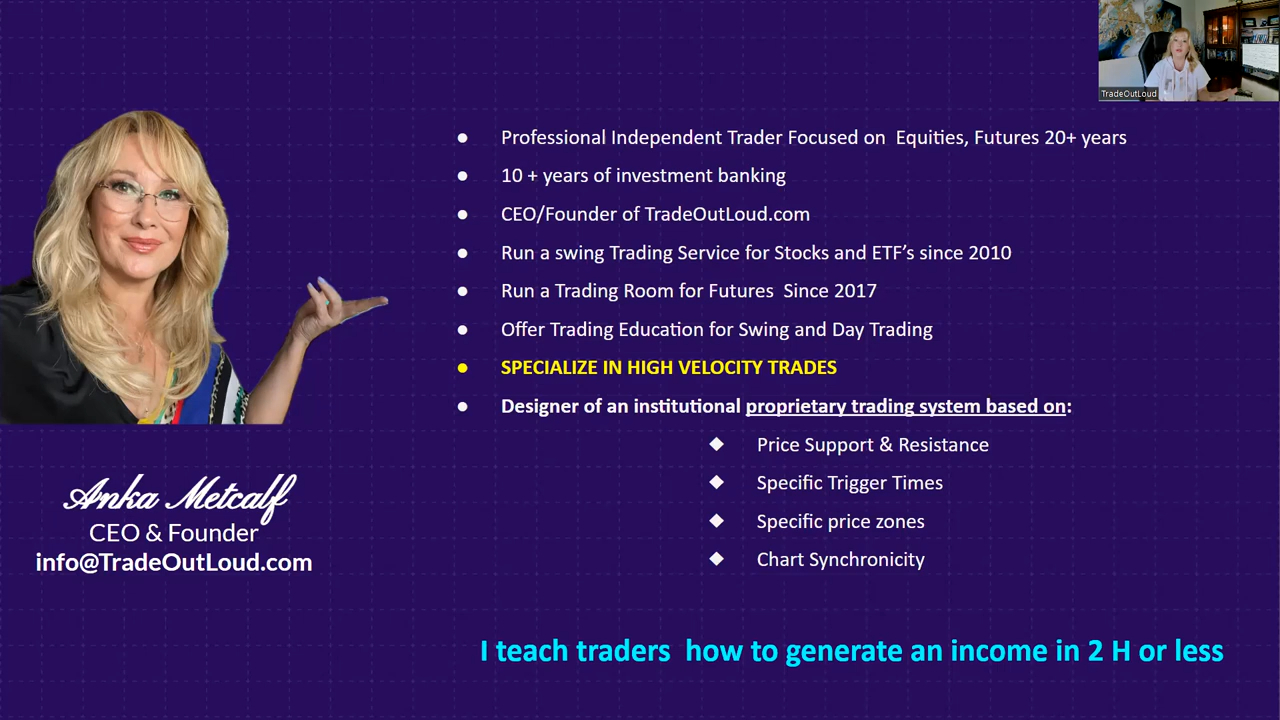 TradeOutLoud
● Professional Independent Trader Focused on  Equities, Futures 20+ years
● 10 + years of investment banking
● CEO/Founder of TradeOutLoud.com
● Run a swing Trading Service for Stocks and ETF’s since 2010
● Run a Trading Room for Futures  Since 2017
● Offer Trading Education for Swing and Day Trading
● SPECIALIZE IN HIGH VELOCITY TRADES
● Designer of an institutional proprietary trading system based on:
❖ Price Support & Resistance
❖ Specific Trigger Times
❖ Specific price zones
❖ Chart Synchronicity
Anka Metcalf
CEO & Founder
info@TradeOutLoud.com
I teach traders  how to generate an income in 2 H or less